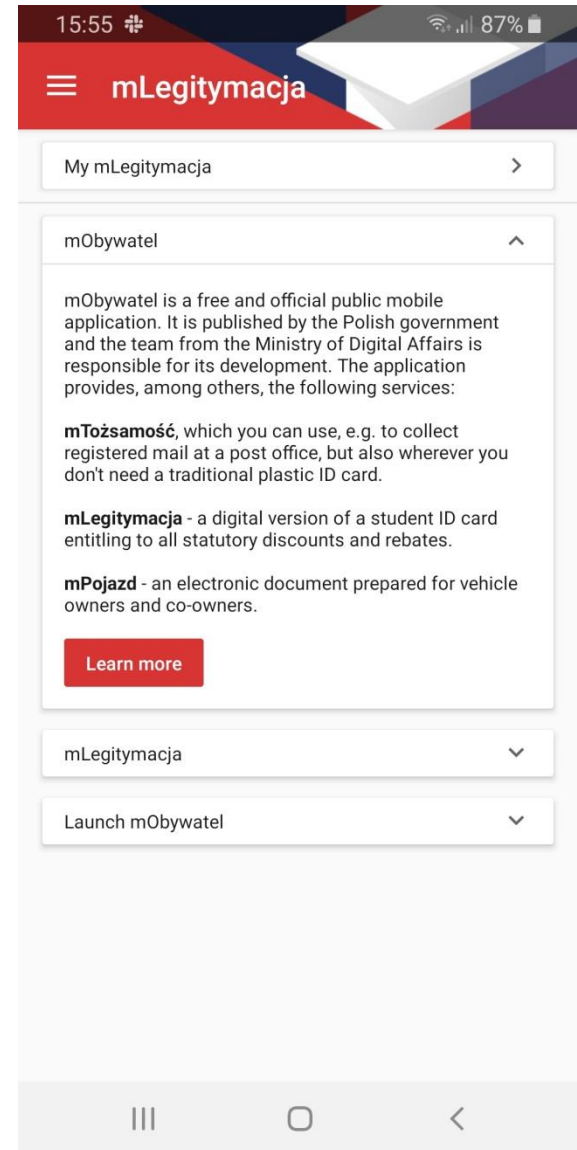 15:55 87%
mLegitymacja
My mLegitymacja
mObywatel
mObywatel is a free and official public mobile
application. It is published by the Polish government
and the team from the Ministry of Digital Affairs is
responsible for its development. The application
provides, among others, the following services:
mTożsamość, which you can use, e.g. to collect
registered mail at a post office, but also wherever you
don't need a traditional plastic ID card.
mLegitymacja - a digital version of a student ID card
entitling to all statutory discounts and rebates.
mPojazd - an electronic document prepared for vehicle
owners and co-owners.
Learn more
mLegitymacja
Launch mObywatel